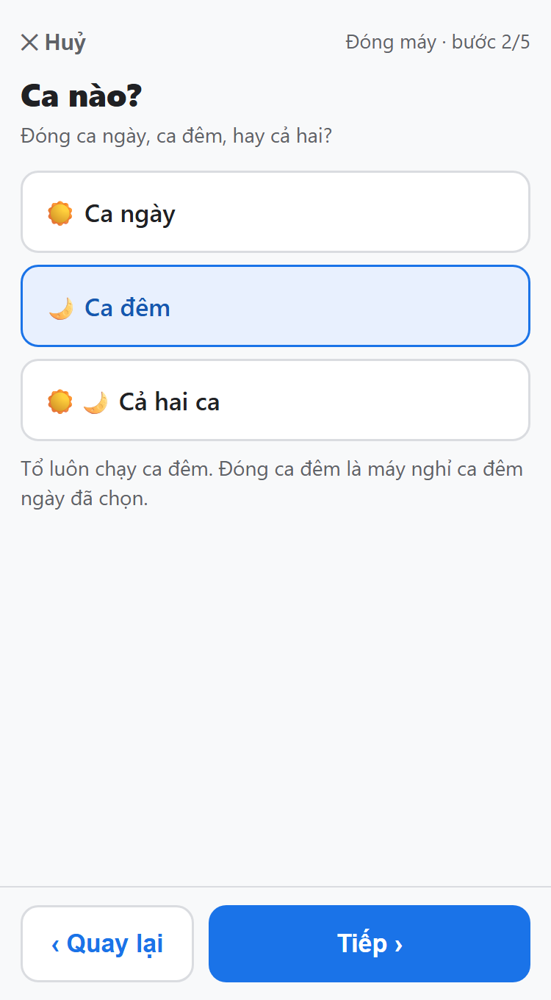 Huỷ
Đóng máy · bước 2/5
Ca nào?
Đóng ca ngày, ca đêm, hay cả hai?
Ca ngày
Ca đêm
Cả hai ca
Tổ luôn chạy ca đêm. Đóng ca đêm là máy nghỉ ca đêm
ngày đã chọn.
‹ Quay lại
Tiếp ›